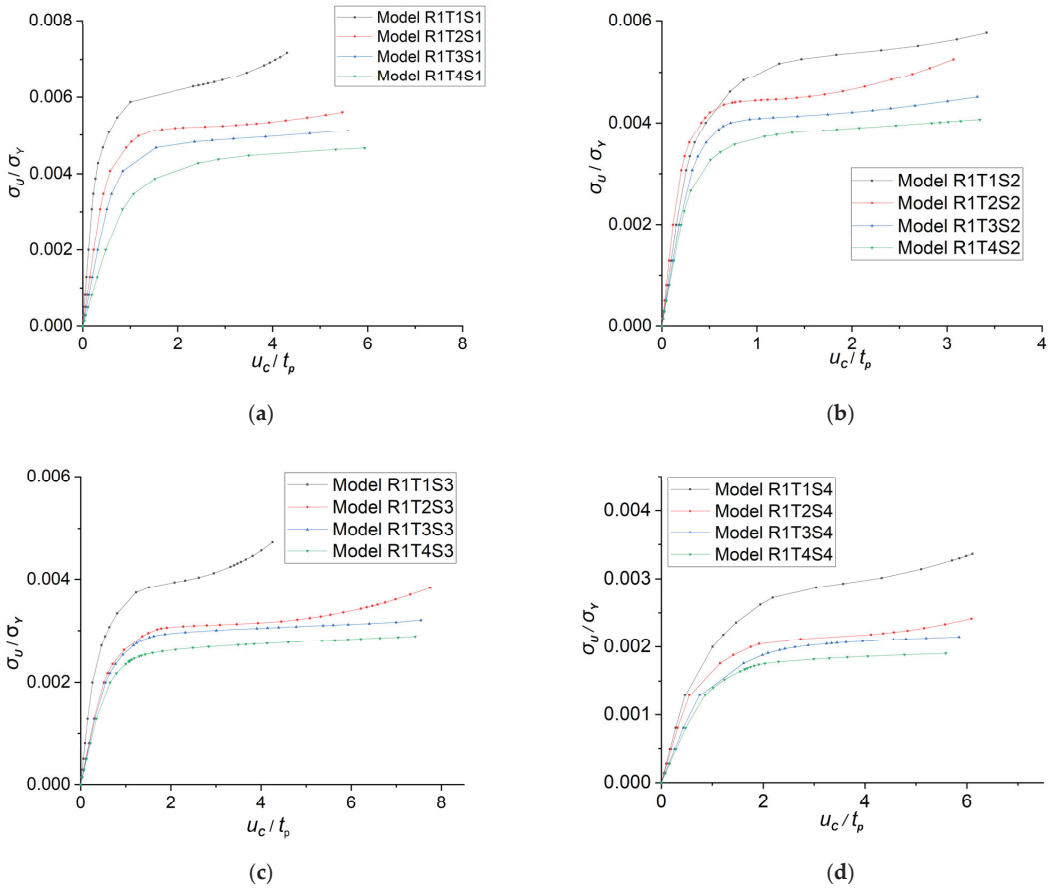 0.008
0.006
0.004
0.002
0.000
σU/ σY
0 2 4 6 8
uC / tp
Model R1T1S1
Model R1T2S1
Model R1T3S1
Model R1T4S1
(a)
0.006
0.004
0.002
0.000
σU/ σY
0 1 2 3 4
uC / tp
Model R1T1S2
Model R1T2S2
Model R1T3S2
Model R1T4S2
(b)
0.006
0.004
0.002
0.000
σU/ σY
0 2 4 6 8
uC / tp
Model R1T1S3
Model R1T2S3
Model R1T3S3
Model R1T4S3
(c)
0.004
0.003
0.002
0.001
0.000
σU/ σY
0 2 4 6
uC / tp
Model R1T1S4
Model R1T2S4
Model R1T3S4
Model R1T4S4
(d)